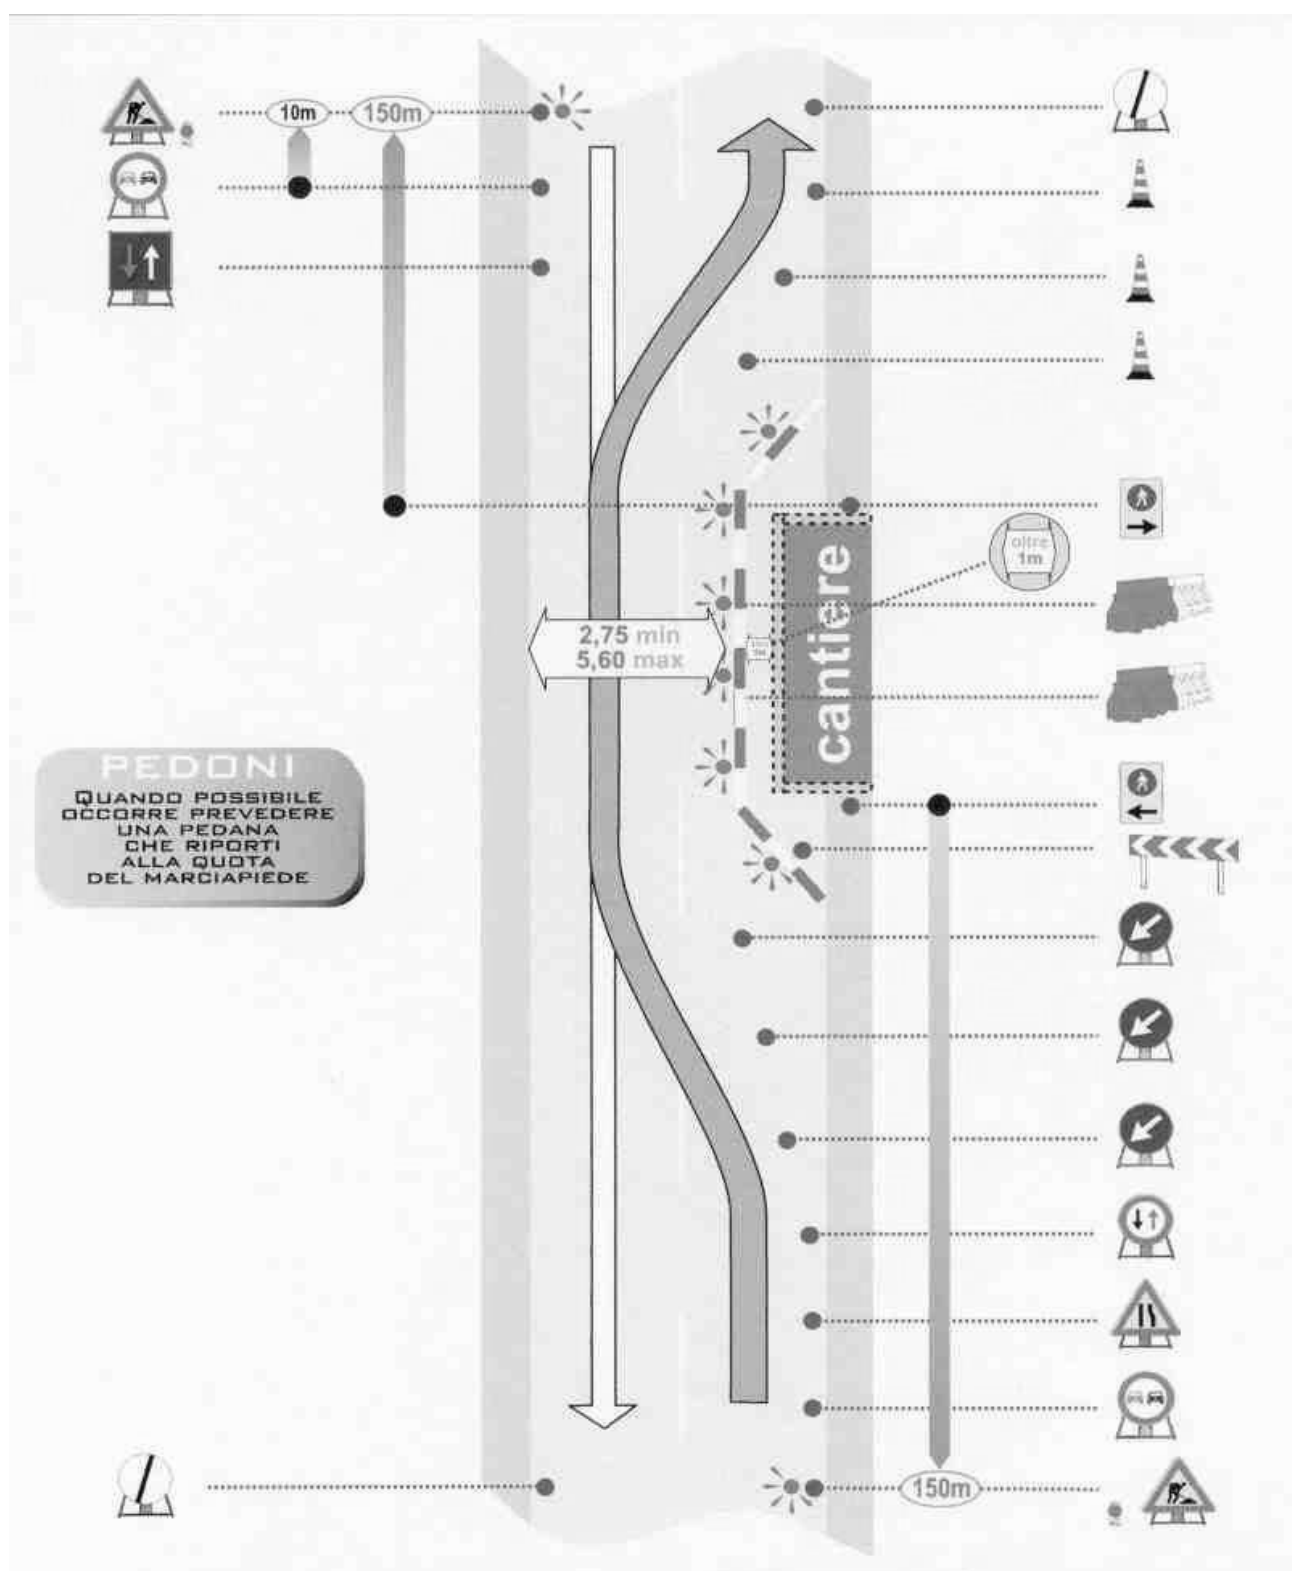 10m
150m
oltre
1m
2,75 min
5,60 max
cantiere
PEDONI
QUANDO POSSIBILE
OCCORRE PREVEDERE
UNA PEDANA
CHE RIPORTI
ALLA QUOTA
DEL MARCIAPIEDE
150m